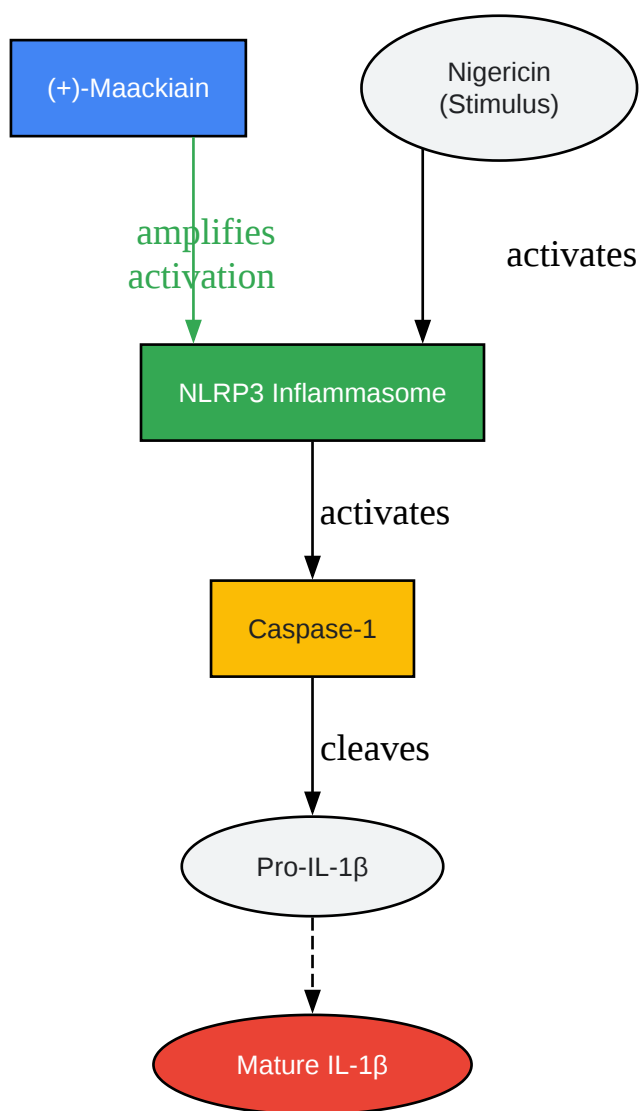 (+)-Maackiain
Nigericin
(Stimulus)
amplifies
activation
activates
NLRP3 Inflammasome
activates
Caspase-1
cleaves
Pro-IL-1β
Mature IL-1β